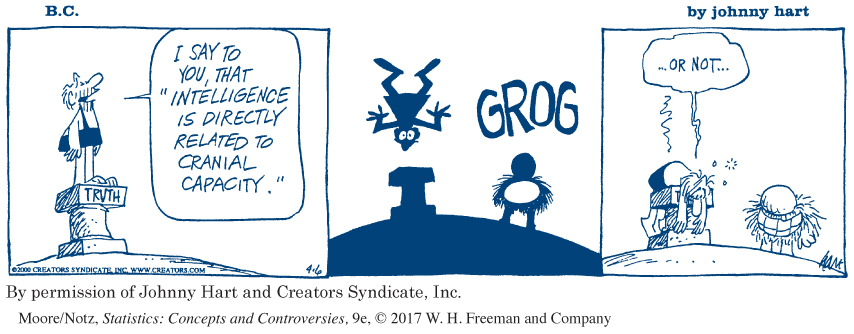 B.C.
by johnny hart
I SAY TO
YOU, THAT
"INTELLIGENCE
IS DIRECTLY
RELATED TO
CRANIAL
CAPACITY."
TRVTH
©2000 CREATORS SYNDICATE, INC. WWW.CREATORS.COM
4-6
GROG
...OR NOT...
HART
By permission of Johnny Hart and Creators Syndicate, Inc.
Moore/Notz, Statistics: Concepts and Controversies, 9e, © 2017 W. H. Freeman and Company